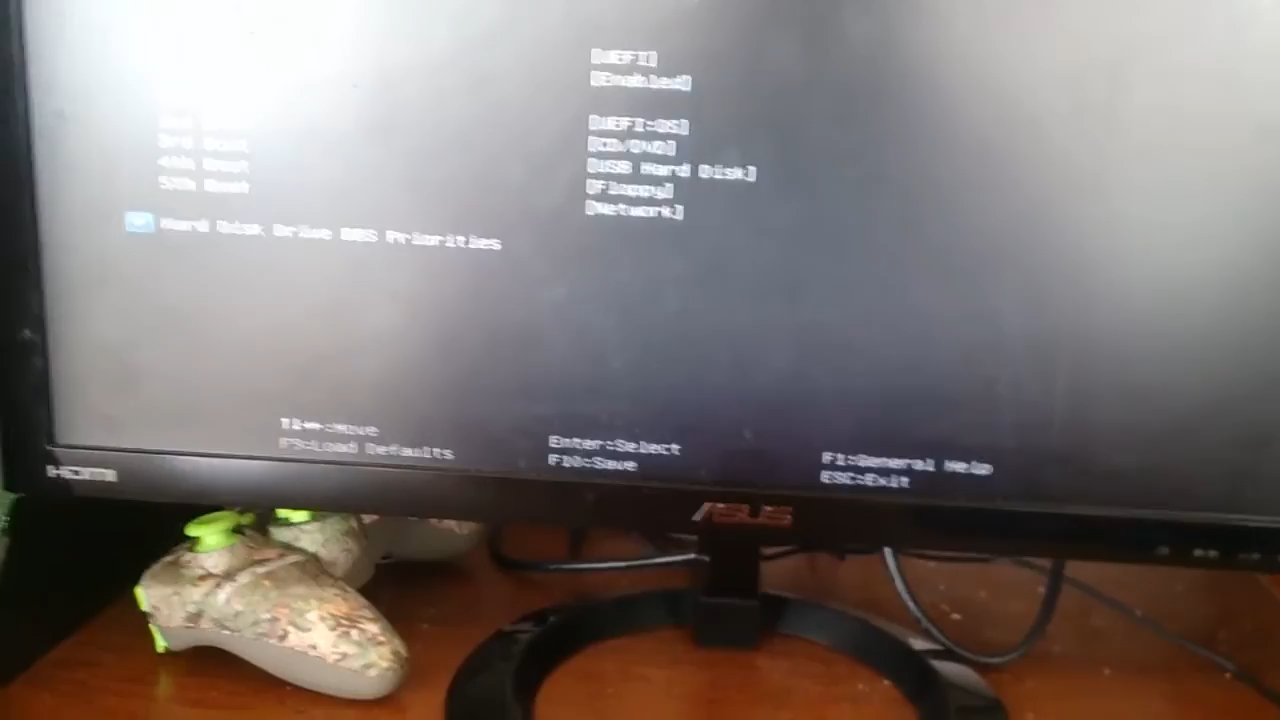 [UEFI]
[Enabled]
[UEFI:OS]
3rd Boot [CD/DVD]
4th Boot [USB Hard Disk]
5th Boot [Floppy]
[Network]
Hard Disk Drive BBS Priorities
:Move
F9:Load Defaults
Enter:Select
F10:Save
F1:General Help
ESC:Exit
HDMI
ASUS